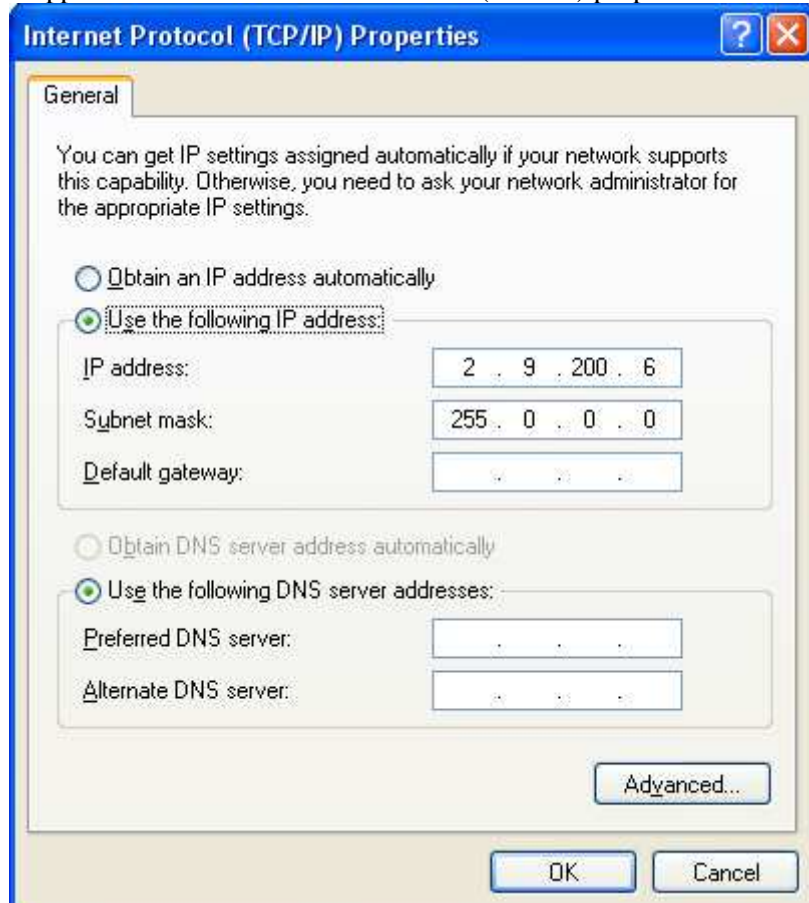 Internet Protocol (TCP/IP) Properties
General
You can get IP settings assigned automatically if your network supports
this capability. Otherwise, you need to ask your network administrator for
the appropriate IP settings.
Obtain an IP address automatically
Use the following IP address:
IP address: 2 . 9 . 200 . 6
Subnet mask: 255 . 0 . 0 . 0
Default gateway: . . .
Obtain DNS server address automatically
Use the following DNS server addresses:
Preferred DNS server: . . .
Alternate DNS server: . . .
Advanced...
OK Cancel